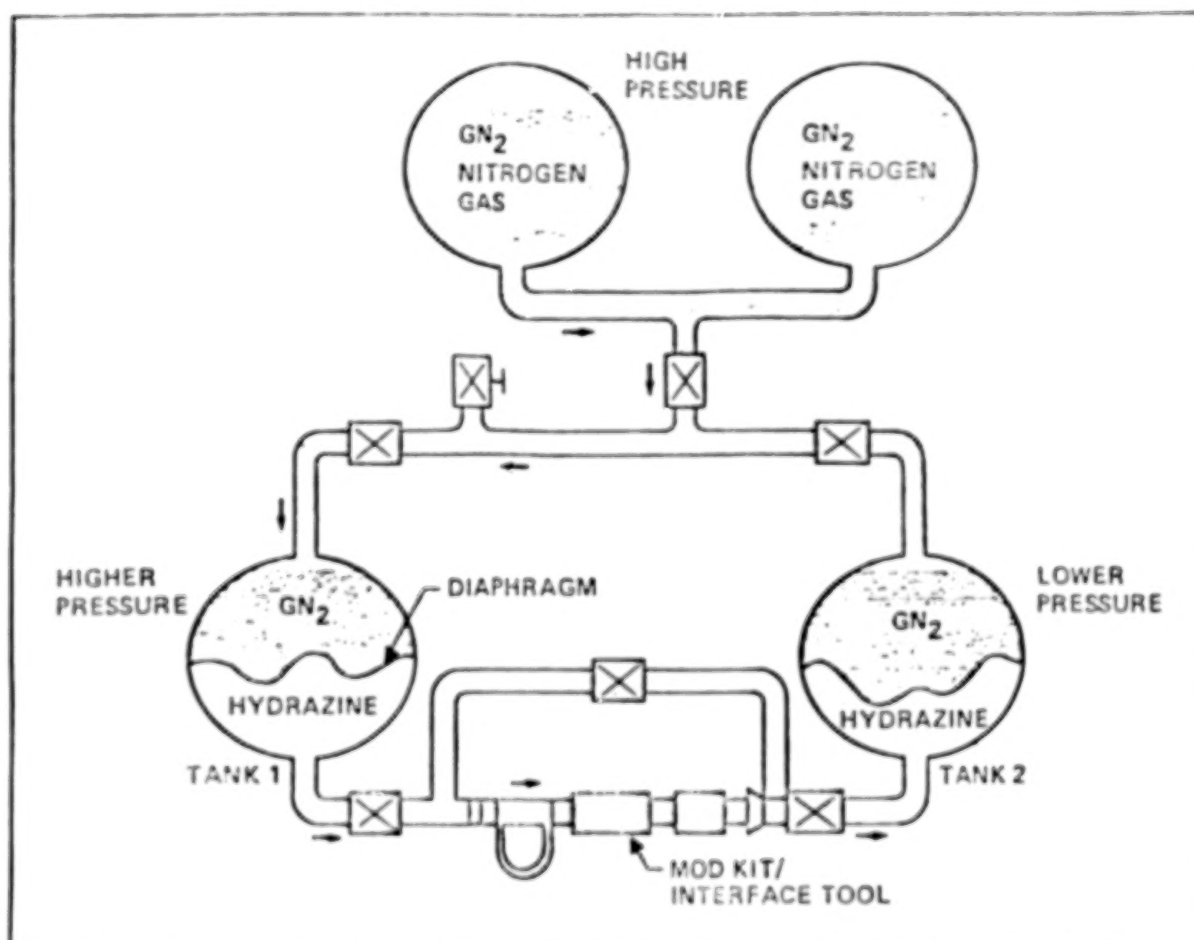 HIGH
PRESSURE
GN₂
NITROGEN
GAS
GN₂
NITROGEN
GAS
HIGHER
PRESSURE
GN₂
DIAPHRAGM
LOWER
PRESSURE
GN₂
HYDRAZINE
HYDRAZINE
TANK 1
TANK 2
MOD KIT/
INTERFACE TOOL